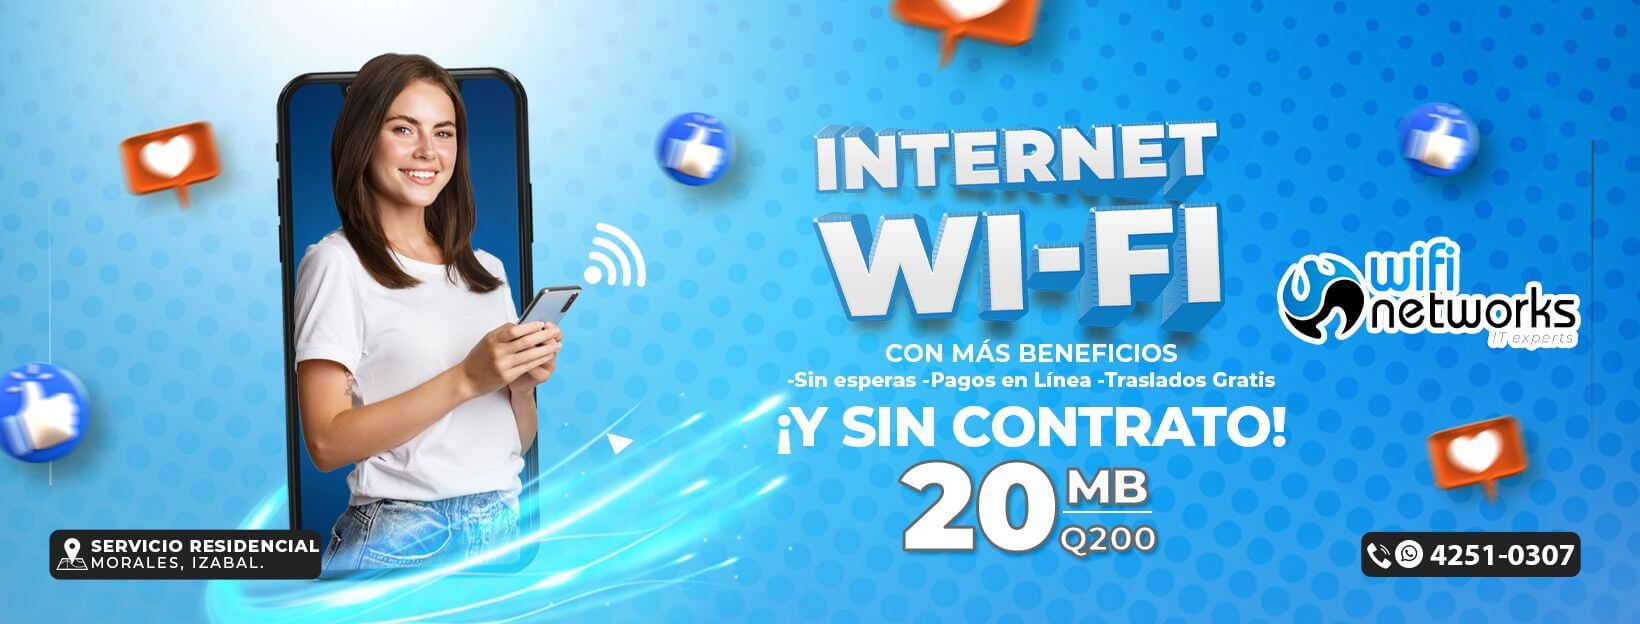 INTERNET
WI-FI
CON MÁS BENEFICIOS
-Sin esperas -Pagos en Línea -Traslados Gratis
¡Y SIN CONTRATO!
20 MB
Q200
wifi
networks
IT experts
SERVICIO RESIDENCIAL
MORALES, IZABAL.
4251-0307